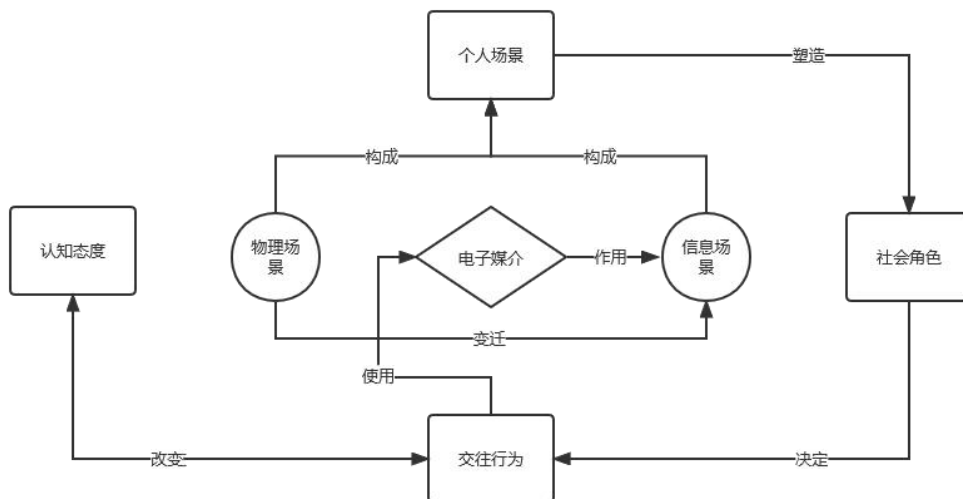 个人场景
塑造
构成
构成
认知态度
物理场
景
电子媒介
作用
信息场
景
社会角色
变迁
使用
改变
交往行为
决定